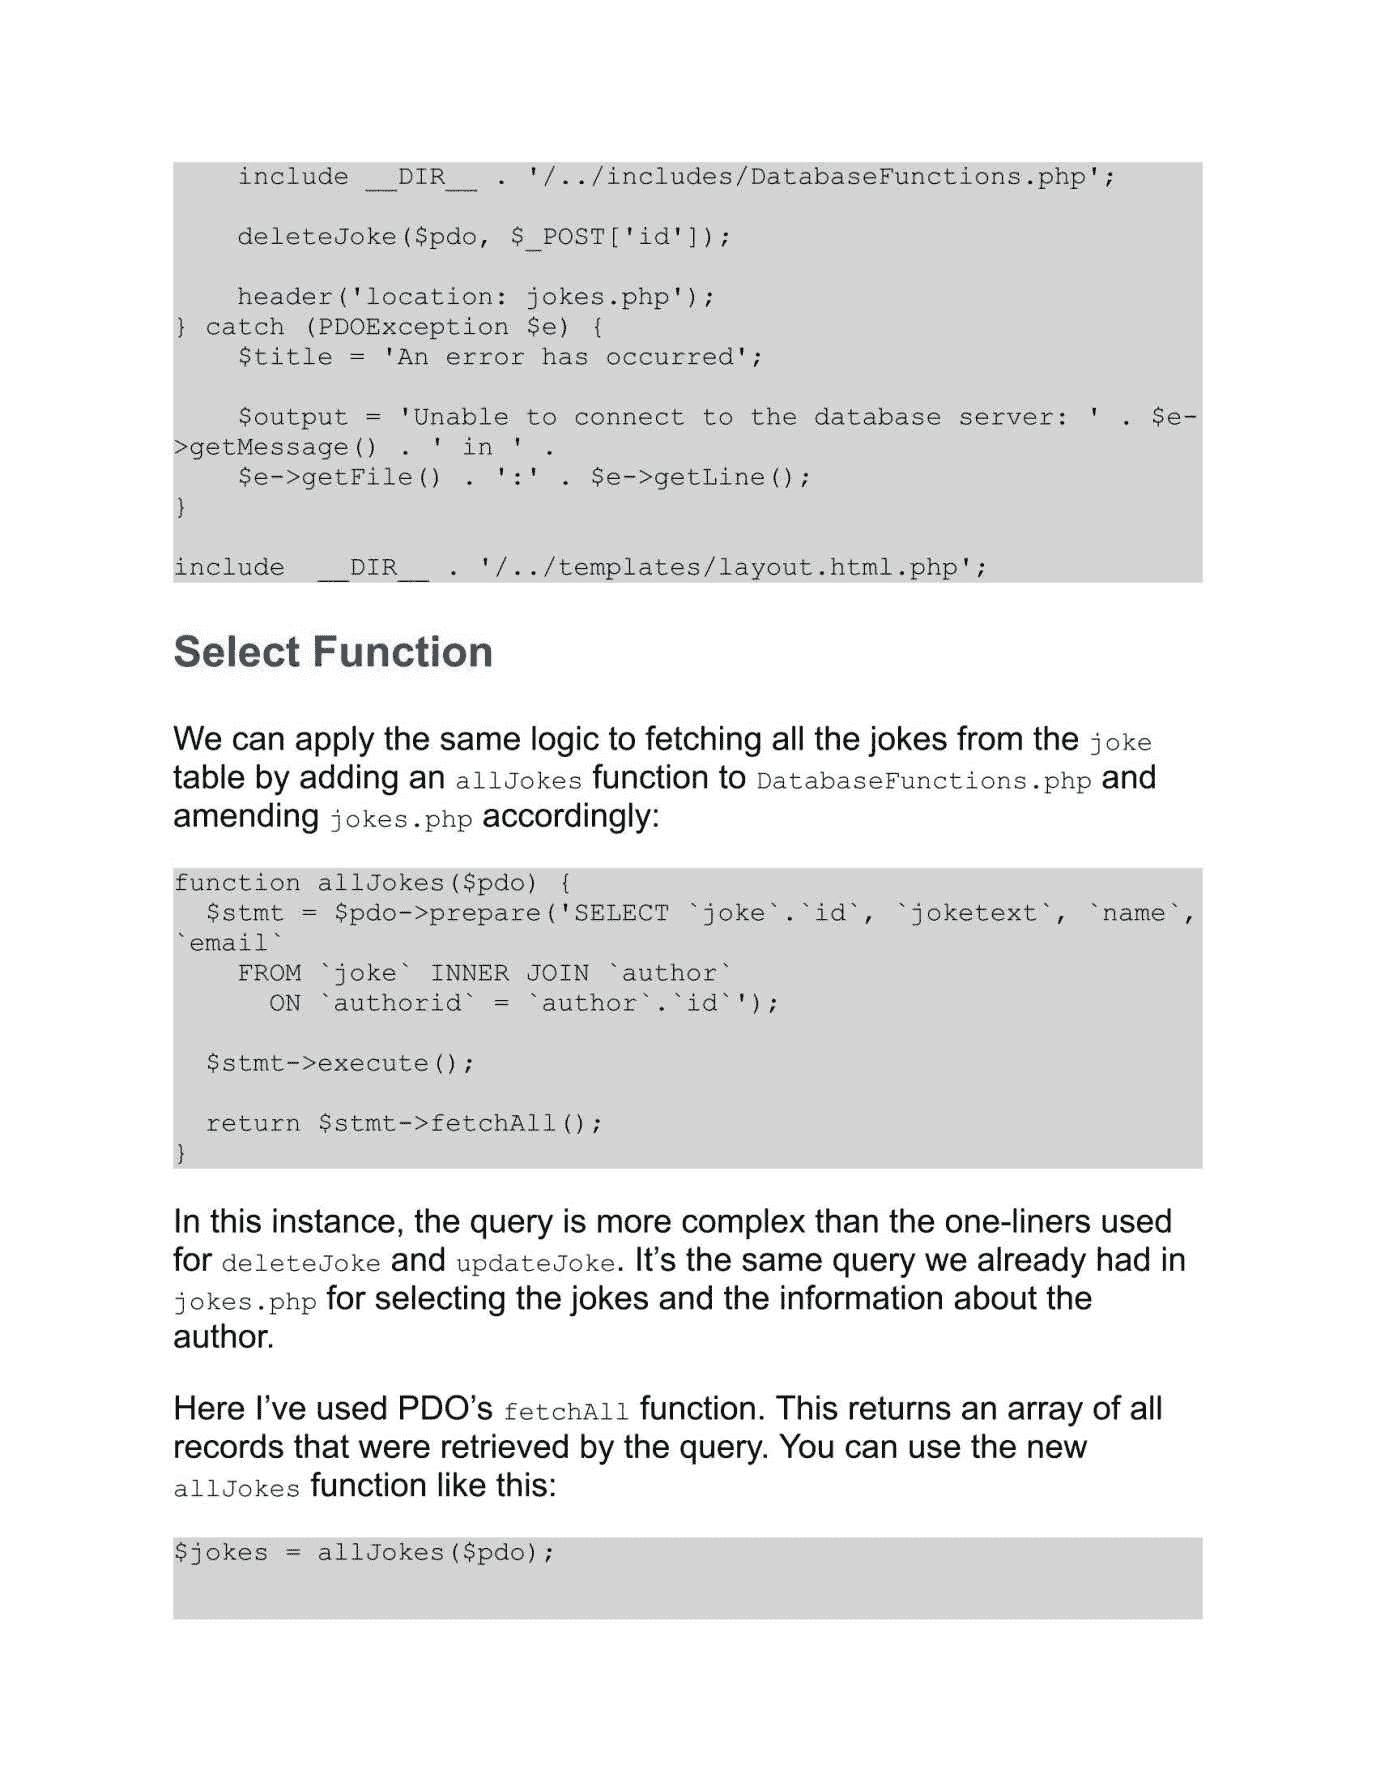 include __DIR__ . '/../includes/DatabaseFunctions.php';

    deleteJoke($pdo, $_POST['id']);

    header('location: jokes.php');
} catch (PDOException $e) {
    $title = 'An error has occurred';

    $output = 'Unable to connect to the database server: ' . $e-
>getMessage() . ' in ' .
    $e->getFile() . ':' . $e->getLine();
}

include  __DIR__ . '/../templates/layout.html.php';
Select Function
We can apply the same logic to fetching all the jokes from the joke
table by adding an allJokes function to DatabaseFunctions.php and
amending jokes.php accordingly:
function allJokes($pdo) {
  $stmt = $pdo->prepare('SELECT `joke`.`id`, `joketext`, `name`,
`email`
    FROM `joke` INNER JOIN `author`
      ON `authorid` = `author`.`id`');

  $stmt->execute();

  return $stmt->fetchAll();
}
In this instance, the query is more complex than the one-liners used
for deleteJoke and updateJoke. It’s the same query we already had in
jokes.php for selecting the jokes and the information about the
author.
Here I’ve used PDO’s fetchAll function. This returns an array of all
records that were retrieved by the query. You can use the new
allJokes function like this:
$jokes = allJokes($pdo);